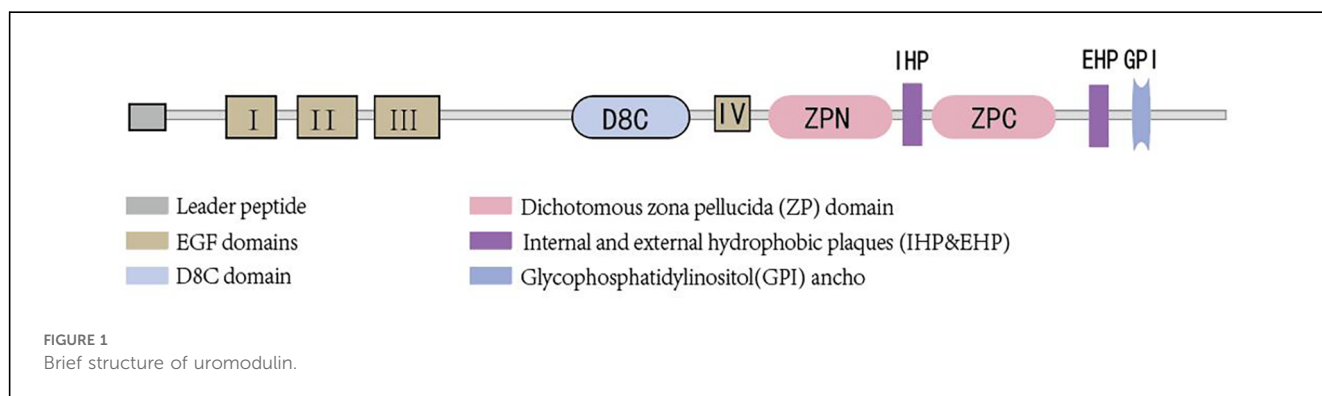 IHP
EHP GPI
I
II
III
D8C
IV
ZPN
ZPC
Leader peptide
EGF domains
D8C domain
Dichotomous zona pellucida (ZP) domain
Internal and external hydrophobic plaques (IHP&EHP)
Glycophosphatidylinositol(GPI) ancho
FIGURE 1
Brief structure of uromodulin.